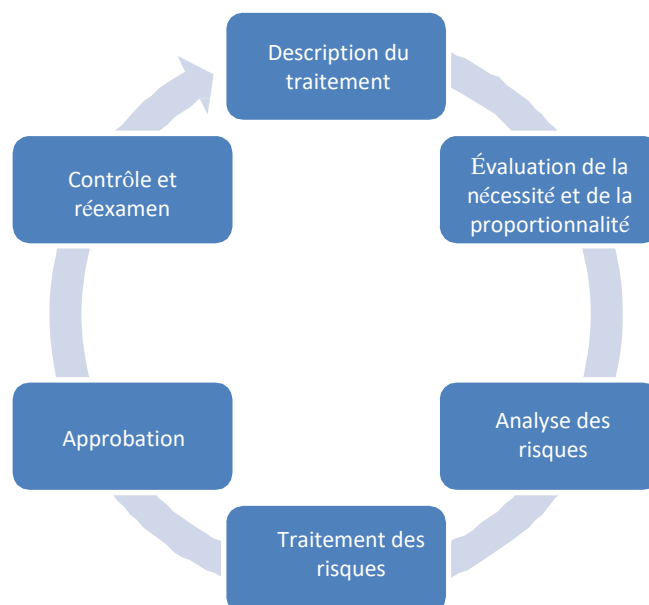 Description du
traitement
Évaluation de la
nécessité et de la
proportionnalité
Analyse des
risques
Traitement des
risques
Approbation
Contrôle et
réexamen